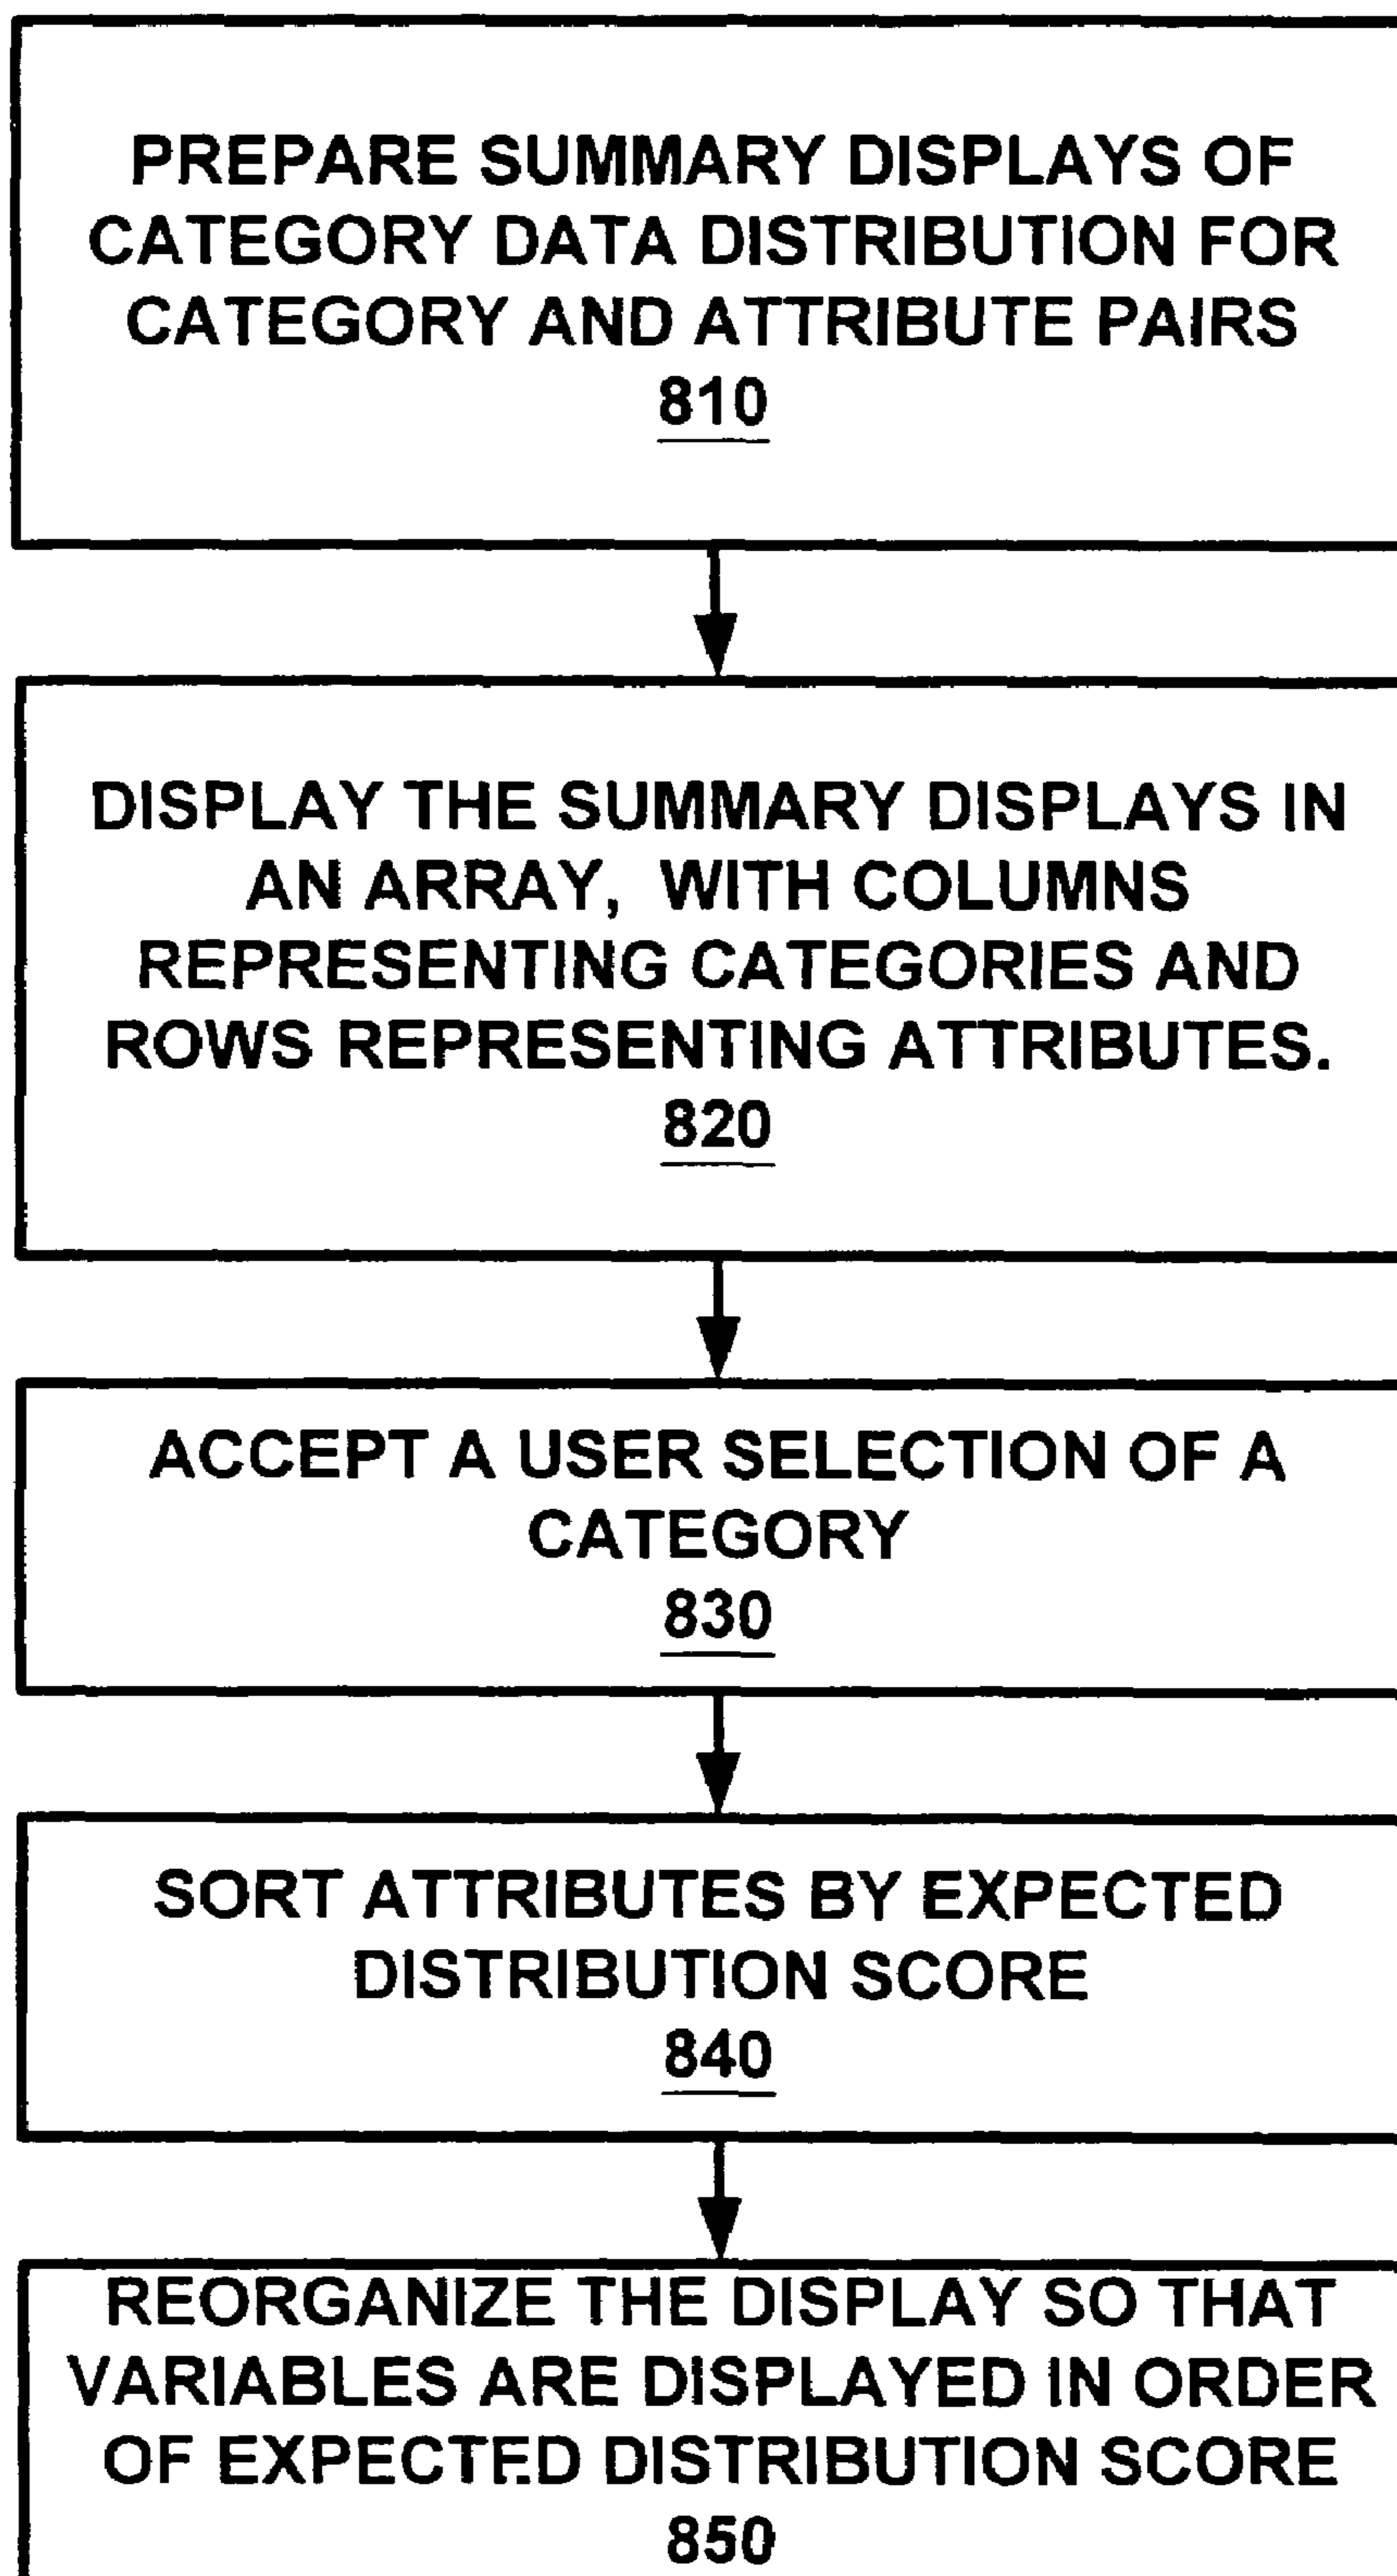 PREPARE SUMMARY DISPLAYS OF
CATEGORY DATA DISTRIBUTION FOR
CATEGORY AND ATTRIBUTE PAIRS
810
DISPLAY THE SUMMARY DISPLAYS IN
AN ARRAY, WITH COLUMNS
REPRESENTING CATEGORIES AND
ROWS REPRESENTING ATTRIBUTES.
820
ACCEPT A USER SELECTION OF A
CATEGORY
830
SORT ATTRIBUTES BY EXPECTED
DISTRIBUTION SCORE
840
REORGANIZE THE DISPLAY SO THAT
VARIABLES ARE DISPLAYED IN ORDER
OF EXPECTED DISTRIBUTION SCORE
850